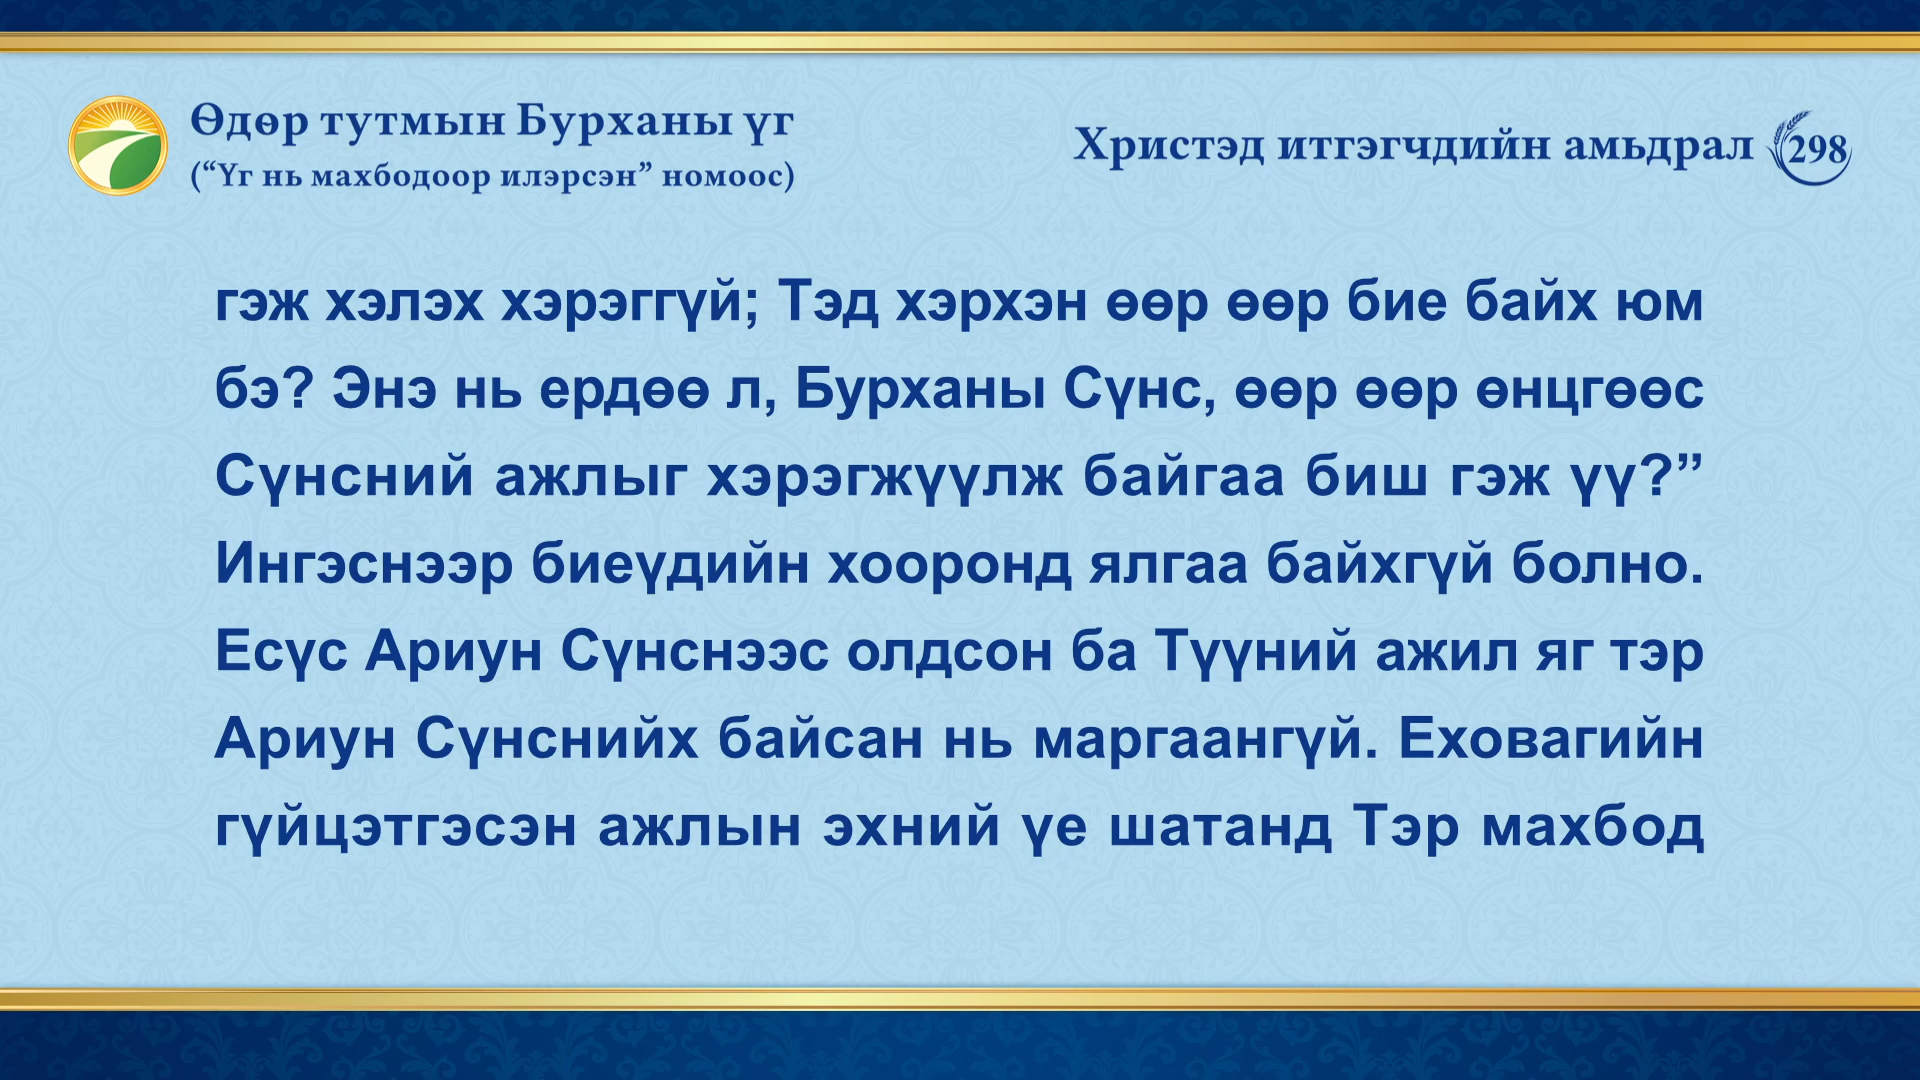 Өдөр тутмын Бурханы үг
(“Үг нь махбодоор илэрсэн” номоос)
Христэд итгэгчдийн амьдрал 298
гэж хэлэх хэрэггүй; Тэд хэрхэн өөр өөр бие байх юм
бэ? Энэ нь ердөө л, Бурханы Сүнс, өөр өөр өнцгөөс
Сүнсний ажлыг хэрэгжүүлж байгаа биш гэж үү?”
Ингэснээр биеүдийн хооронд ялгаа байхгүй болно.
Есүс Ариун Сүнснээс олдсон ба Түүний ажил яг тэр
Ариун Сүнснийх байсан нь маргаангүй. Еховагийн
гүйцэтгэсэн ажлын эхний үе шатанд Тэр махбод